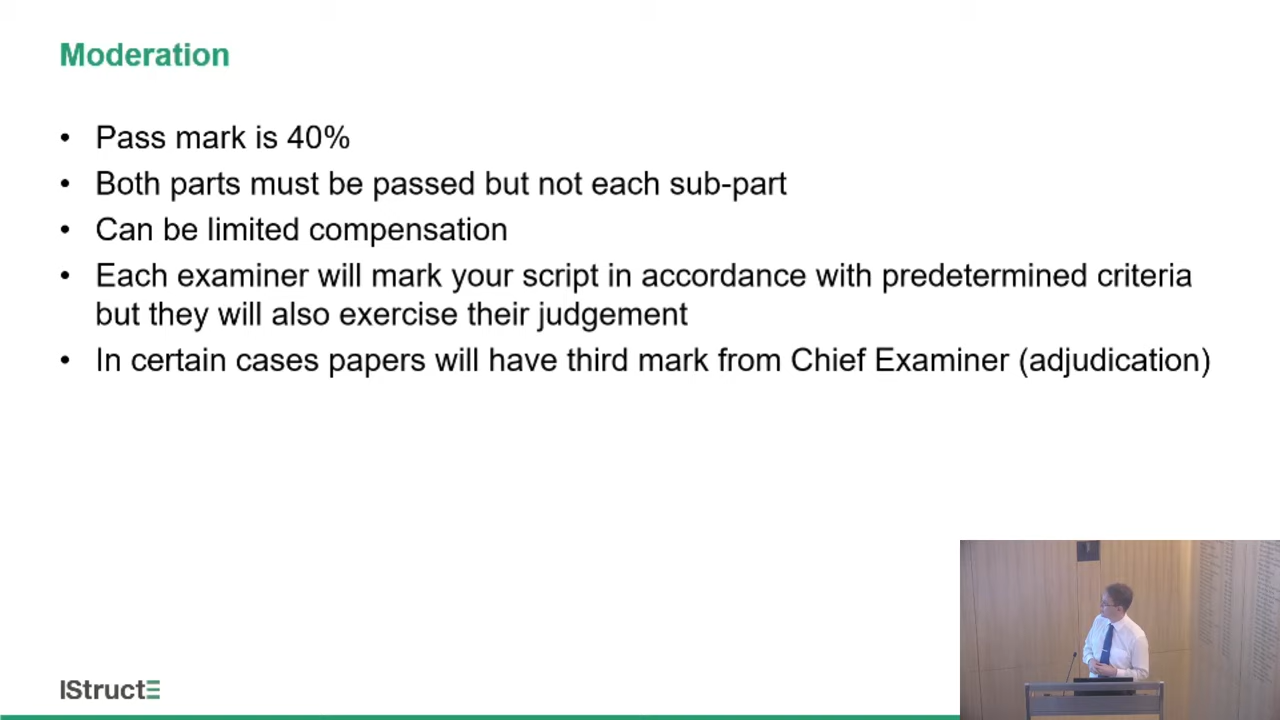 Moderation
• Pass mark is 40%
• Both parts must be passed but not each sub-part
• Can be limited compensation
• Each examiner will mark your script in accordance with predetermined criteria
but they will also exercise their judgement
• In certain cases papers will have third mark from Chief Examiner (adjudication)
IStructE